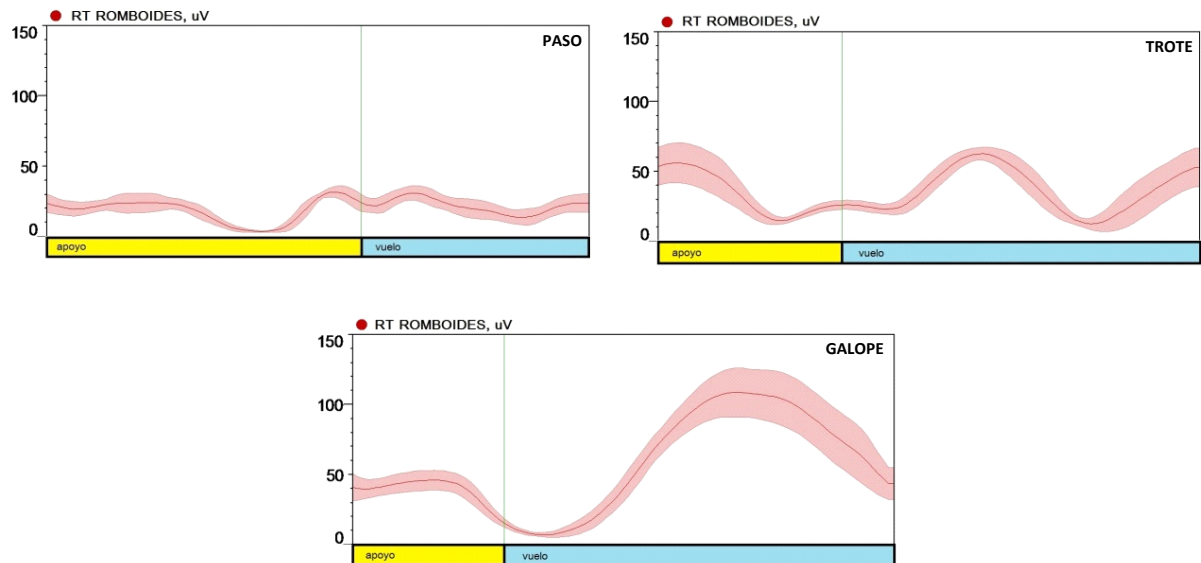 RT ROMBOIDES, uV
PASO
150
100
50
0
apoyo
vuelo
RT ROMBOIDES, uV
TROTE
150
100
50
0
apoyo
vuelo
RT ROMBOIDES, uV
GALOPE
150
100
50
0
apoyo
vuelo